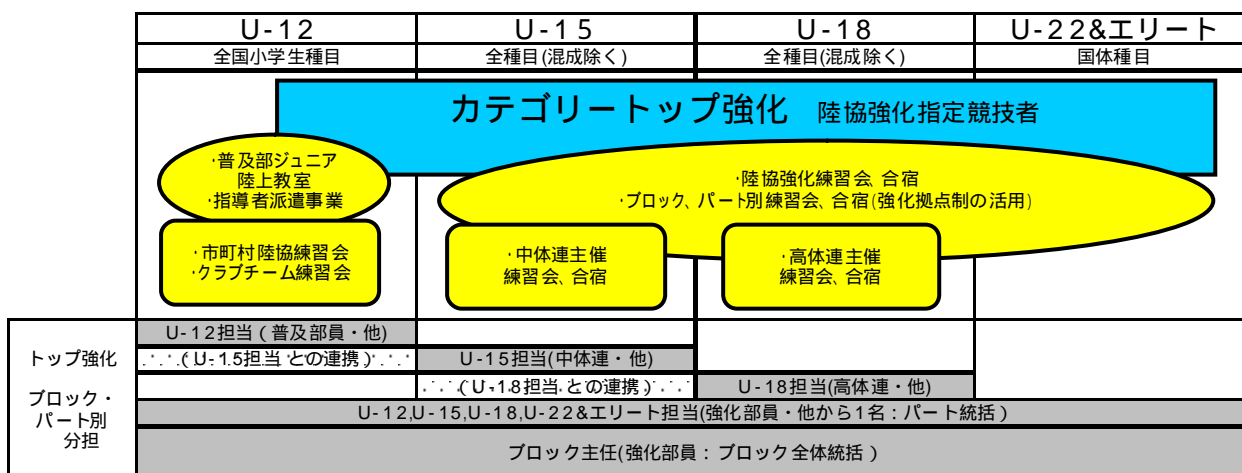 U-12
U-15
U-18
U-22&エリート
全国小学生種目
全種目(混成除く)
全種目(混成除く)
国体種目
カテゴリートップ強化 陸協強化指定競技者
・普及部ジュニア
陸上教室
・指導者派遣事業
・陸協強化練習会、合宿
・ブロック、パート別練習会、合宿(強化拠点制の活用)
・市町村陸協練習会
・クラブチーム練習会
・中体連主催
練習会、合宿
・高体連主催
練習会、合宿
トップ強化
ブロック・
パート別
分担
U-12担当(普及部員・他)
(U-15担当との連携)
U-15担当(中体連・他)
(U-18担当との連携)
U-18担当(高体連・他)
U-12,U-15,U-18,U-22&エリート担当(強化部員・他から1名:パート統括)
ブロック主任(強化部員:ブロック全体統括)